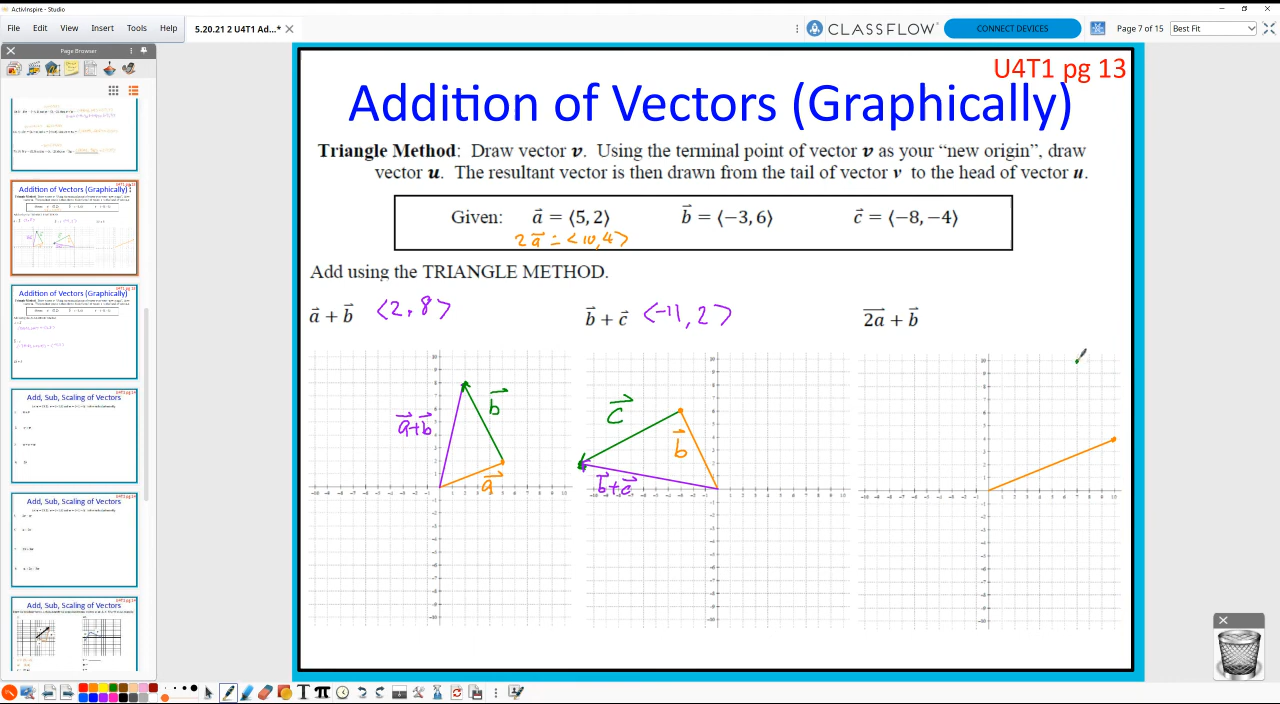 ActivInspire - Studio
File Edit View Insert Tools Help
5.20.21 2 U4T1 Ad...*
CLASSFLOW
CONNECT DEVICES
Page 7 of 15
Best Fit
Page Browser
Addition of Vectors (Graphically)
Addition of Vectors (Graphically)
Add, Sub, Scaling of Vectors
Add, Sub, Scaling of Vectors
Add, Sub, Scaling of Vectors
U4T1 pg 13
Addition of Vectors (Graphically)
Triangle Method: Draw vector v. Using the terminal point of vector v as your “new origin”, draw
vector u. The resultant vector is then drawn from the tail of vector v to the head of vector u.
Given: a⃗ = ⟨5, 2⟩ b⃗ = ⟨−3, 6⟩ c⃗ = ⟨−8, −4⟩
2a⃗ = <10, 4>
Add using the TRIANGLE METHOD.
a⃗ + b⃗ <2, 8>
b⃗ + c⃗ <-11, 2>
2a⃗ + b⃗
a⃗+b⃗
b⃗
a⃗
c⃗
b⃗
b⃗+c⃗